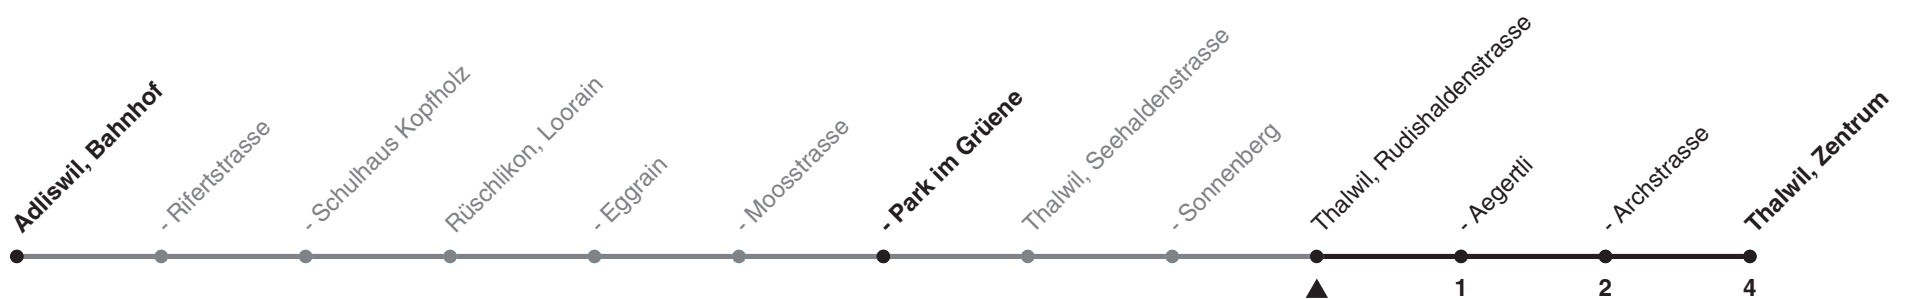 Adliswil, Bahnhof
- Rifertstrasse
- Schulhaus Kopfholz
Rüschlikon, Loorain
- Eggrain
- Moosstrasse
- Park im Grüene
Thalwil, Seehaldenstrasse
- Sonnenberg
Thalwil, Rudishaldenstrasse
- Aegertli
- Archstrasse
Thalwil, Zentrum
1 2 4